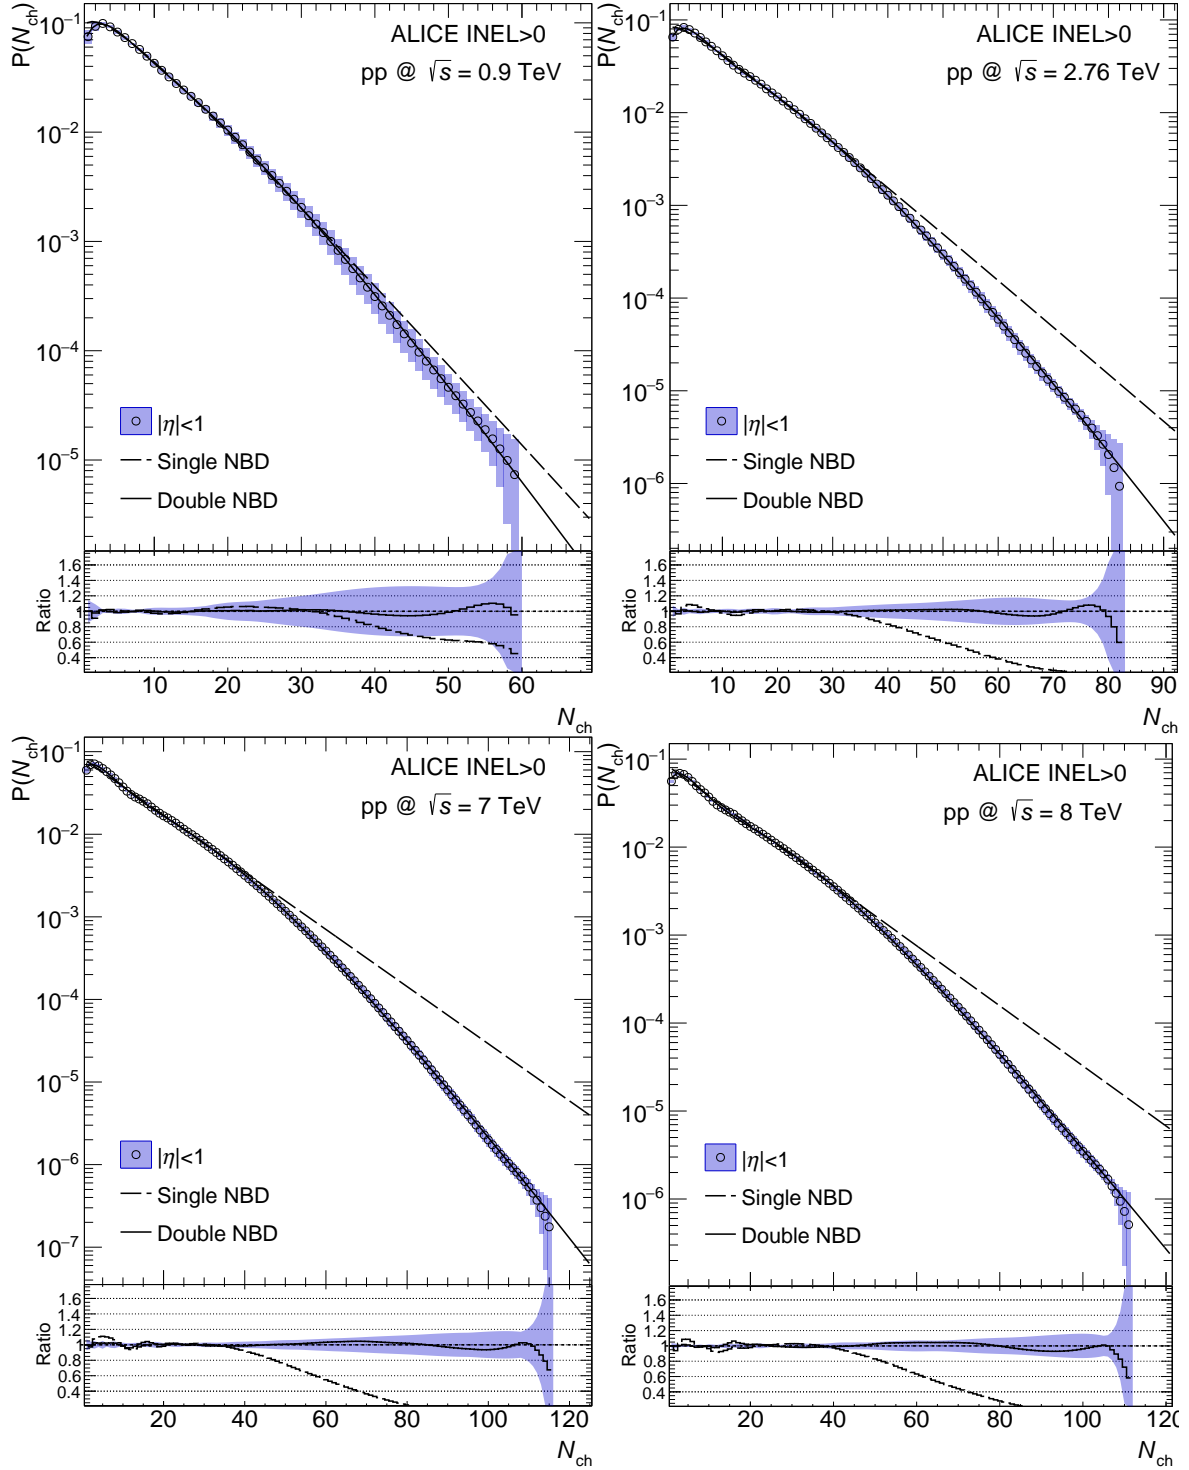 P(N_ch)
10⁻¹
10⁻²
10⁻³
10⁻⁴
10⁻⁵
ALICE INEL>0
pp @ √s = 0.9 TeV
|η|<1
Single NBD
Double NBD
Ratio
1.6
1.4
1.2
1
0.8
0.6
0.4
10 20 30 40 50 60
N_ch
P(N_ch)
10⁻¹
10⁻²
10⁻³
10⁻⁴
10⁻⁵
10⁻⁶
ALICE INEL>0
pp @ √s = 2.76 TeV
|η|<1
Single NBD
Double NBD
Ratio
1.6
1.4
1.2
1
0.8
0.6
0.4
10 20 30 40 50 60 70 80 90
N_ch
P(N_ch)
10⁻¹
10⁻²
10⁻³
10⁻⁴
10⁻⁵
10⁻⁶
10⁻⁷
ALICE INEL>0
pp @ √s = 7 TeV
|η|<1
Single NBD
Double NBD
Ratio
1.6
1.4
1.2
1
0.8
0.6
0.4
20 40 60 80 100 120
N_ch
P(N_ch)
10⁻¹
10⁻²
10⁻³
10⁻⁴
10⁻⁵
10⁻⁶
ALICE INEL>0
pp @ √s = 8 TeV
|η|<1
Single NBD
Double NBD
Ratio
1.6
1.4
1.2
1
0.8
0.6
0.4
20 40 60 80 100 120
N_ch